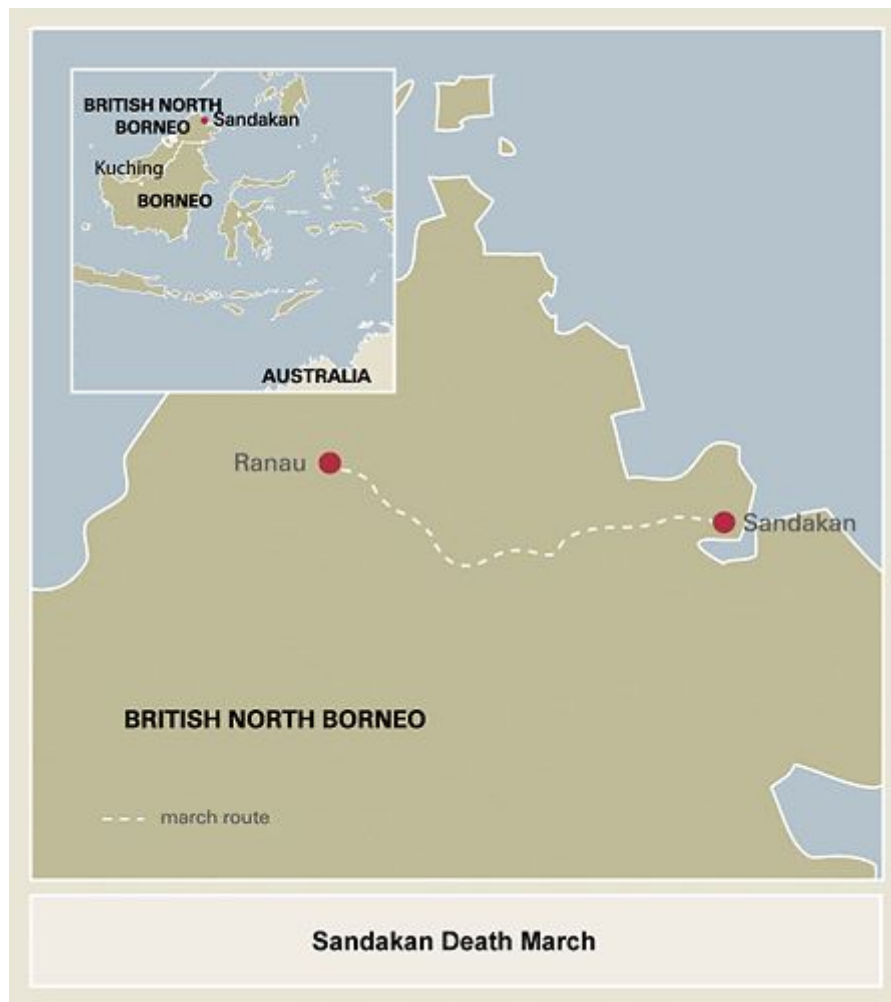 BRITISH NORTH
BORNEO
Sandakan
Kuching
BORNEO
AUSTRALIA
Ranau
Sandakan
BRITISH NORTH BORNEO
march route
Sandakan Death March